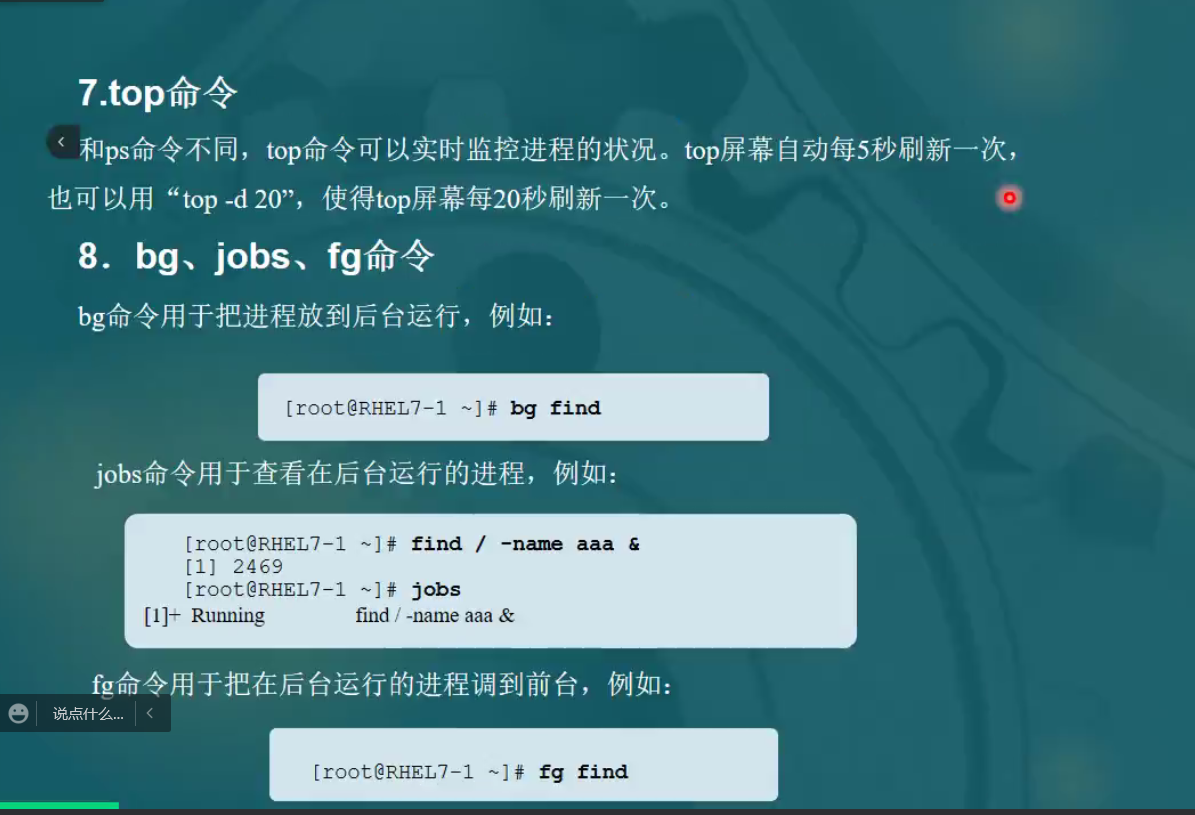 7.top命令
和ps命令不同，top命令可以实时监控进程的状况。top屏幕自动每5秒刷新一次，
也可以用“top -d 20”，使得top屏幕每20秒刷新一次。
8．bg、jobs、fg命令
bg命令用于把进程放到后台运行，例如：
[root@RHEL7-1 ~]# bg find
jobs命令用于查看在后台运行的进程，例如：
[root@RHEL7-1 ~]# find / -name aaa &
[1] 2469
[root@RHEL7-1 ~]# jobs
[1]+ Running find / -name aaa &
fg命令用于把在后台运行的进程调到前台，例如：
说点什么...
[root@RHEL7-1 ~]# fg find